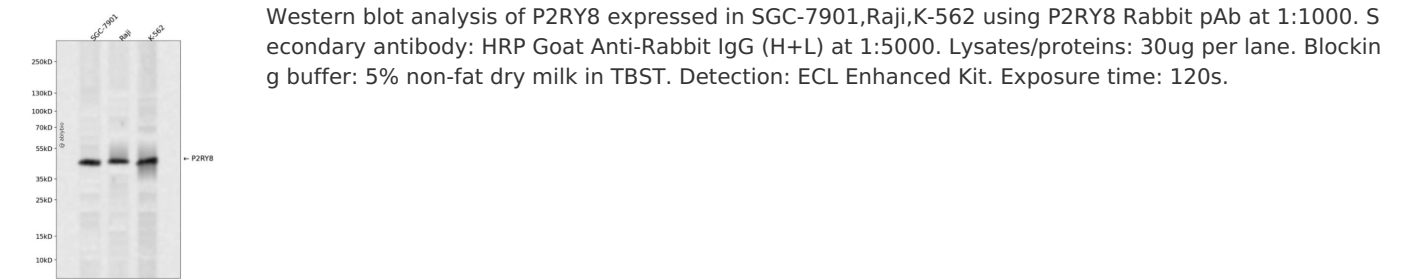 SGC-7901 Raji K-562
250kD
130kD
100kD
70kD
55kD
35kD
25kD
15kD
10kD
@ ablybio
← P2RY8
Western blot analysis of P2RY8 expressed in SGC-7901,Raji,K-562 using P2RY8 Rabbit pAb at 1:1000. S
econdary antibody: HRP Goat Anti-Rabbit IgG (H+L) at 1:5000. Lysates/proteins: 30ug per lane. Blockin
g buffer: 5% non-fat dry milk in TBST. Detection: ECL Enhanced Kit. Exposure time: 120s.